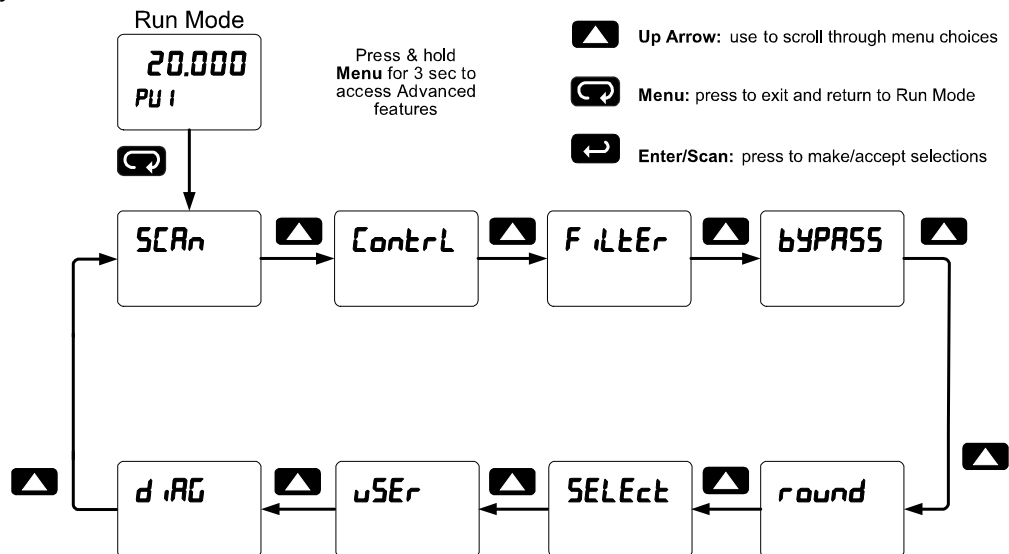 Run Mode
20.000
PU1
Press & hold
Menu for 3 sec to
access Advanced
features
Up Arrow: use to scroll through menu choices
Menu: press to exit and return to Run Mode
Enter/Scan: press to make/accept selections
SCAn
ContrL
FiLtEr
bYPASS
diAG
uSEr
SELEct
round